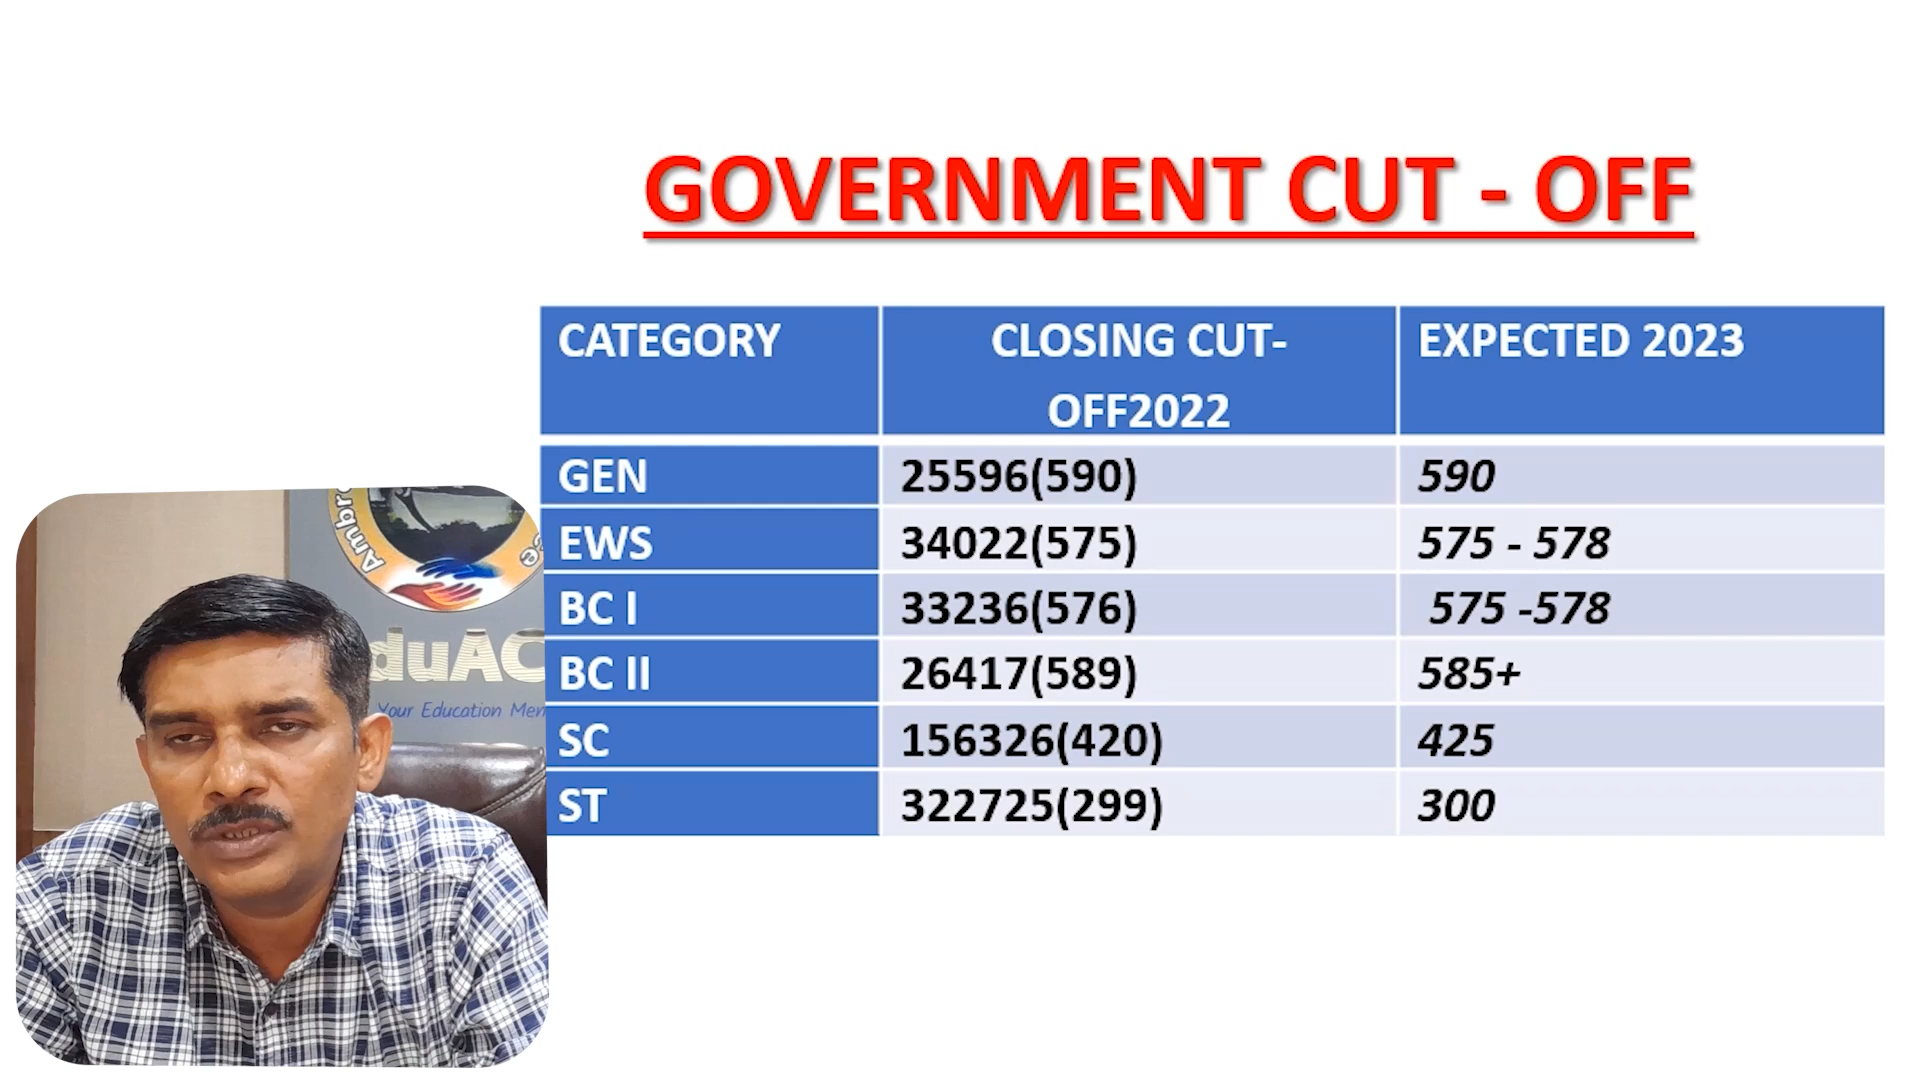 GOVERNMENT CUT - OFF
CATEGORY CLOSING CUT-OFF2022 EXPECTED 2023
GEN 25596(590) 590
EWS 34022(575) 575 - 578
BC I 33236(576) 575 -578
BC II 26417(589) 585+
SC 156326(420) 425
ST 322725(299) 300
Your Education